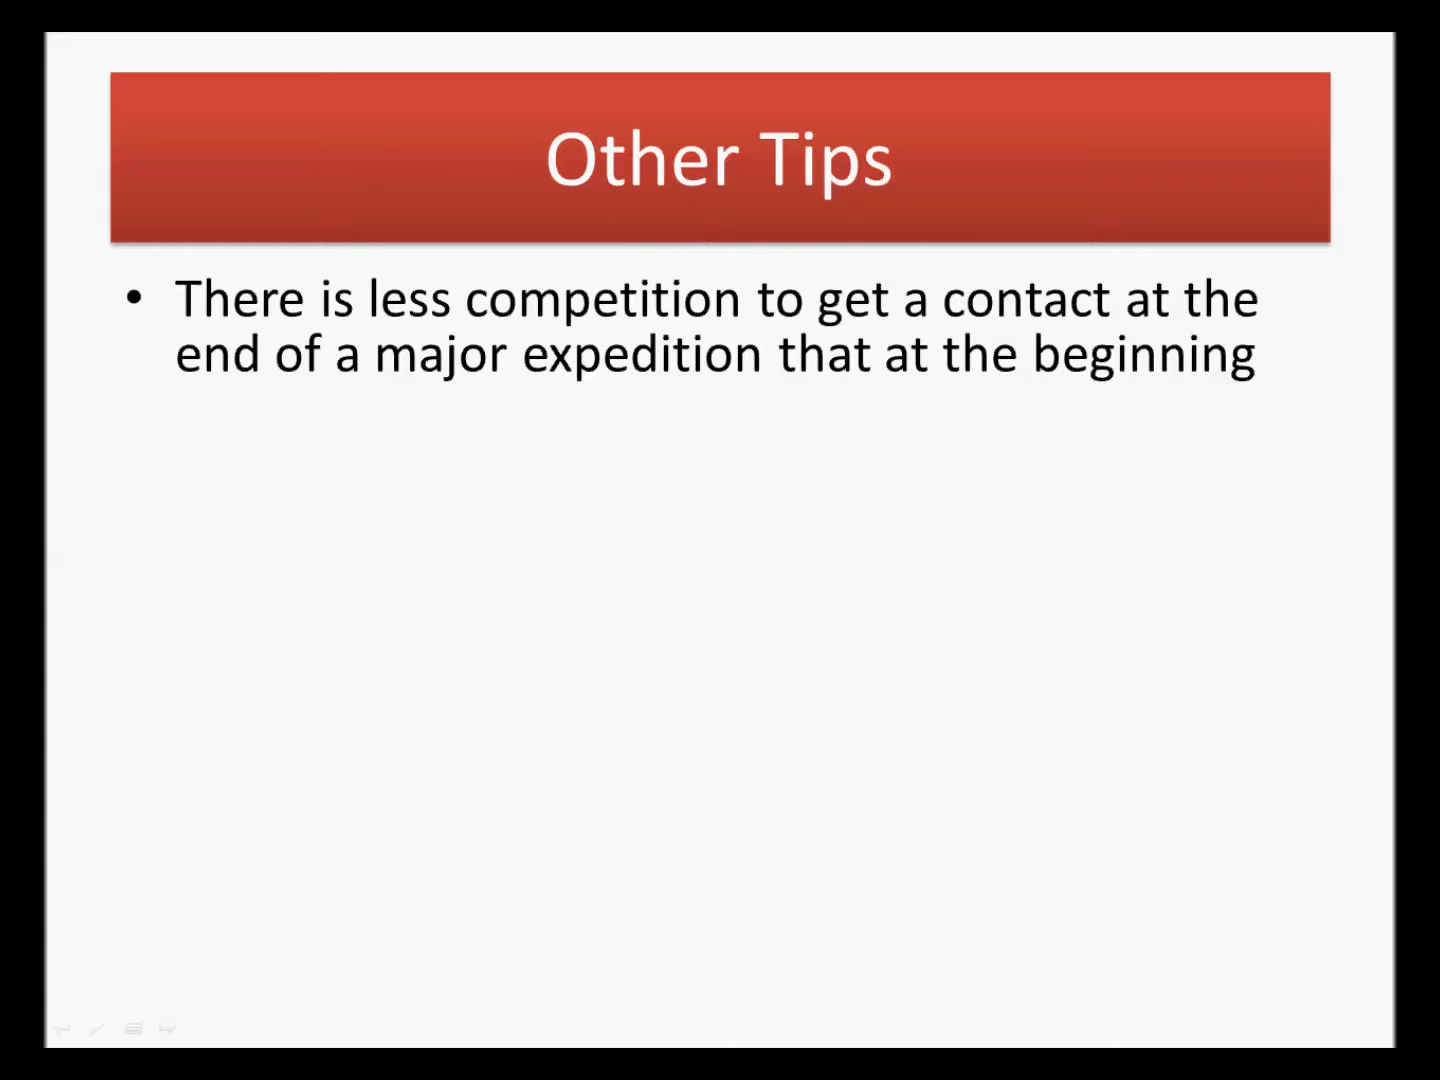 Other Tips
• There is less competition to get a contact at the
end of a major expedition that at the beginning